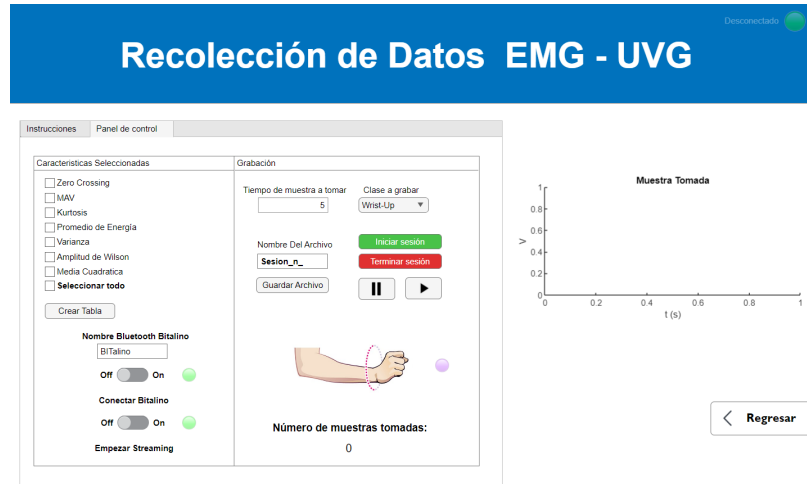 Desconectado
Recolección de Datos EMG - UVG
Instrucciones
Panel de control
Caracteristicas Seleccionadas
Zero Crossing
MAV
Kurtosis
Promedio de Energía
Varianza
Amplitud de Wilson
Media Cuadratica
Seleccionar todo
Crear Tabla
Nombre Bluetooth Bitalino
BITalino
Off On
Conectar Bitalino
Off On
Empezar Streaming
Grabación
Tiempo de muestra a tomar
5
Clase a grabar
Wrist-Up
Nombre Del Archivo
Sesion_n_
Guardar Archivo
Iniciar sesión
Terminar sesión
Número de muestras tomadas:
0
Muestra Tomada
1
0.8
0.6
0.4
0.2
0
V
0 0.2 0.4 0.6 0.8 1
t (s)
Regresar